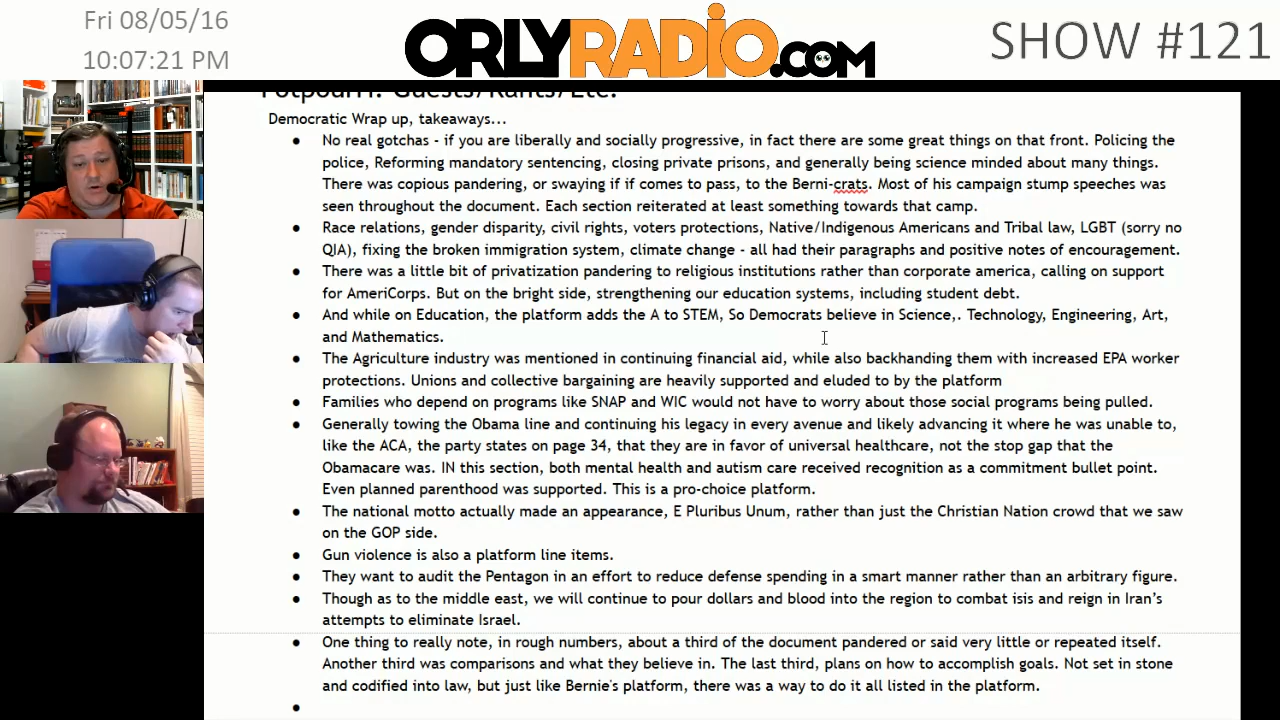 Fri 08/05/16
10:07:21 PM
ORLYRADIO.COM
SHOW #121
Potpourri: Guests/Rants/Etc.
Democratic Wrap up, takeaways...
● No real gotchas - if you are liberally and socially progressive, in fact there are some great things on that front. Policing the
police, Reforming mandatory sentencing, closing private prisons, and generally being science minded about many things.
There was copious pandering, or swaying if if comes to pass, to the Berni-crats. Most of his campaign stump speeches was
seen throughout the document. Each section reiterated at least something towards that camp.
● Race relations, gender disparity, civil rights, voters protections, Native/Indigenous Americans and Tribal law, LGBT (sorry no
QIA), fixing the broken immigration system, climate change - all had their paragraphs and positive notes of encouragement.
● There was a little bit of privatization pandering to religious institutions rather than corporate america, calling on support
for AmeriCorps. But on the bright side, strengthening our education systems, including student debt.
● And while on Education, the platform adds the A to STEM, So Democrats believe in Science,. Technology, Engineering, Art,
and Mathematics.
● The Agriculture industry was mentioned in continuing financial aid, while also backhanding them with increased EPA worker
protections. Unions and collective bargaining are heavily supported and eluded to by the platform
● Families who depend on programs like SNAP and WIC would not have to worry about those social programs being pulled.
● Generally towing the Obama line and continuing his legacy in every avenue and likely advancing it where he was unable to,
like the ACA, the party states on page 34, that they are in favor of universal healthcare, not the stop gap that the
Obamacare was. IN this section, both mental health and autism care received recognition as a commitment bullet point.
Even planned parenthood was supported. This is a pro-choice platform.
● The national motto actually made an appearance, E Pluribus Unum, rather than just the Christian Nation crowd that we saw
on the GOP side.
● Gun violence is also a platform line items.
● They want to audit the Pentagon in an effort to reduce defense spending in a smart manner rather than an arbitrary figure.
● Though as to the middle east, we will continue to pour dollars and blood into the region to combat isis and reign in Iran's
attempts to eliminate Israel.
● One thing to really note, in rough numbers, about a third of the document pandered or said very little or repeated itself.
Another third was comparisons and what they believe in. The last third, plans on how to accomplish goals. Not set in stone
and codified into law, but just like Bernie's platform, there was a way to do it all listed in the platform.
●